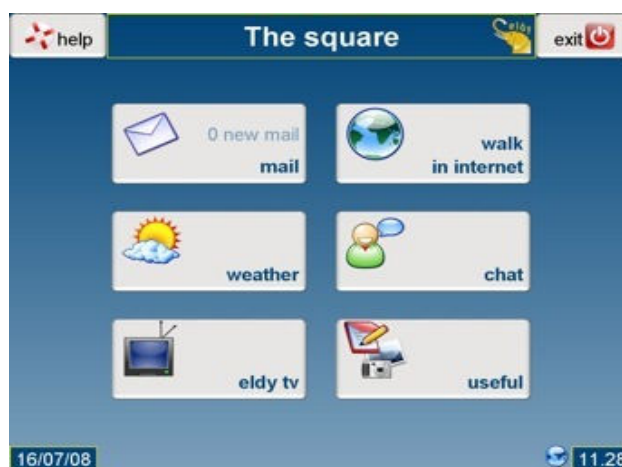 help
The square
exit
0 new mail
mail
walk
in internet
weather
chat
eldy tv
useful
16/07/08
11.28